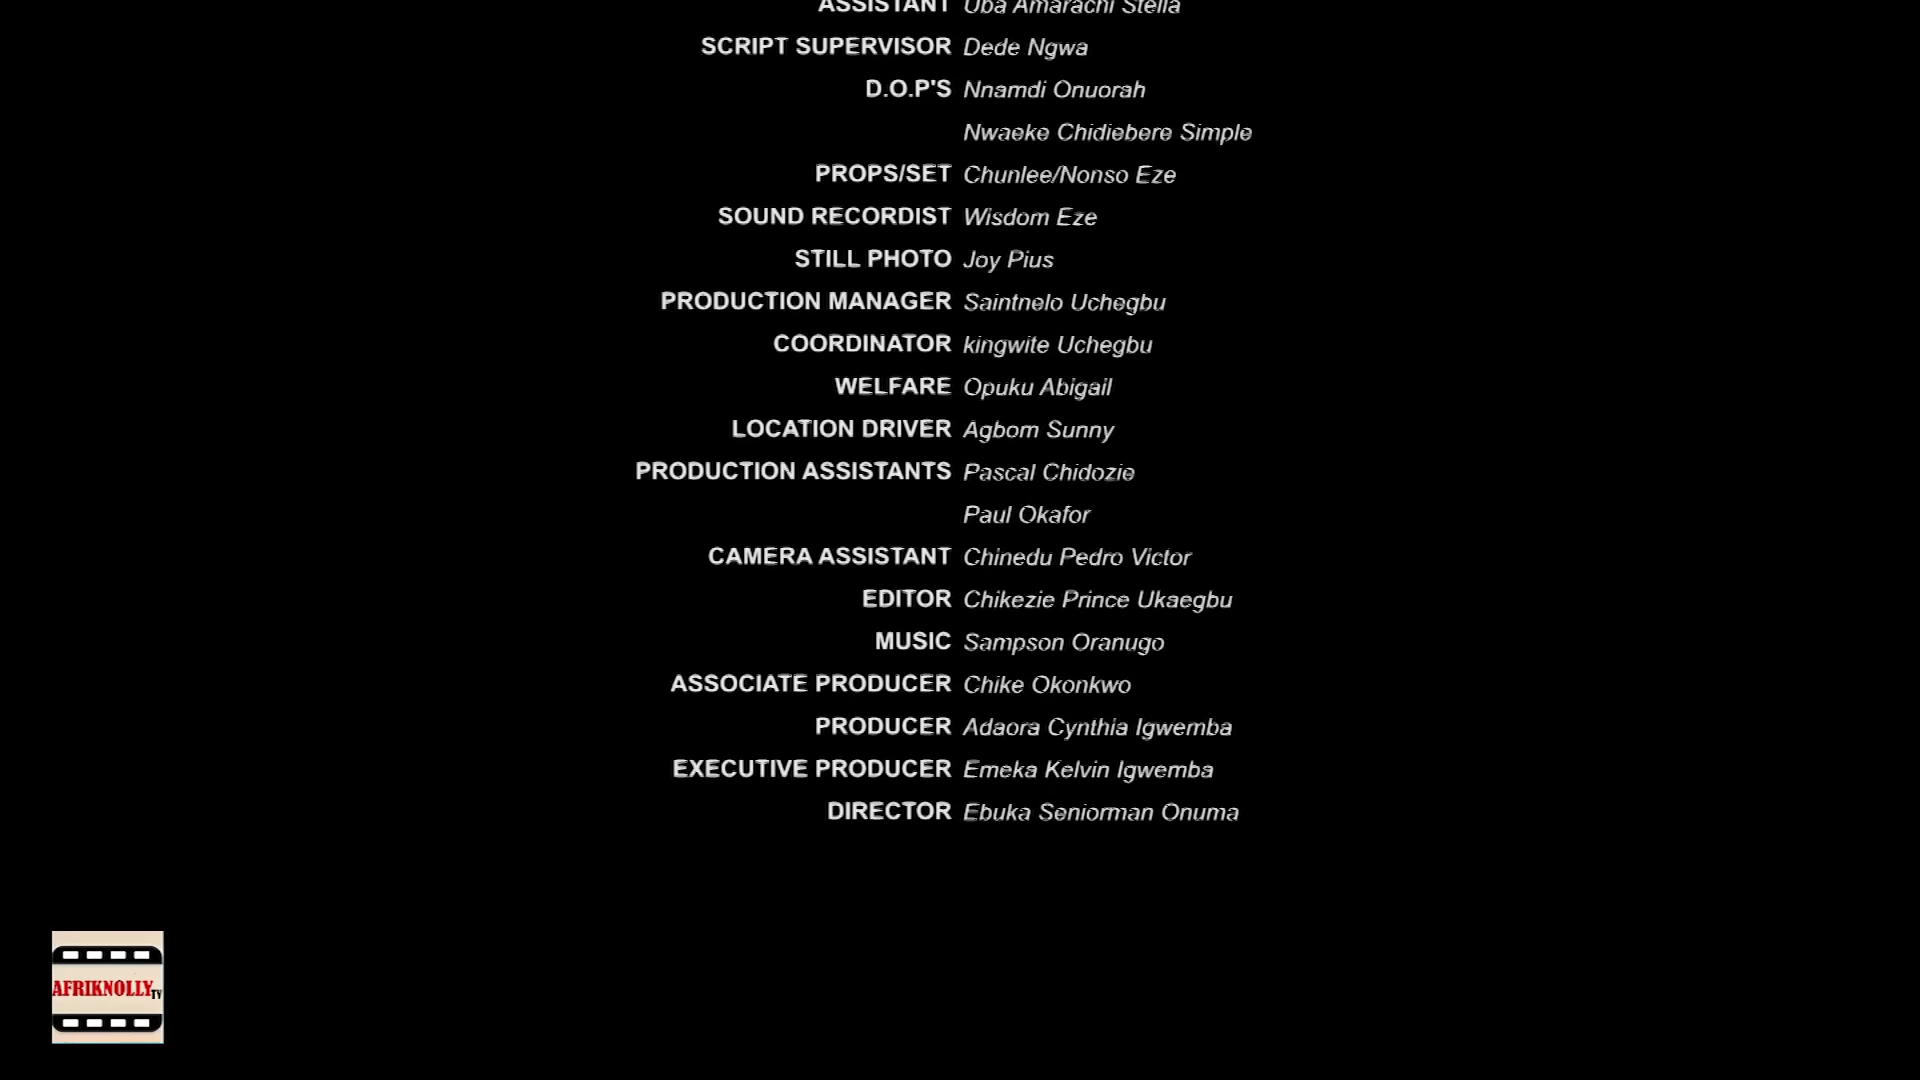 ASSISTANT Uba Amarachi Stella
SCRIPT SUPERVISOR Dede Ngwa
D.O.P'S Nnamdi Onuorah
Nwaeke Chidiebere Simple
PROPS/SET Chunlee/Nonso Eze
SOUND RECORDIST Wisdom Eze
STILL PHOTO Joy Pius
PRODUCTION MANAGER Saintnelo Uchegbu
COORDINATOR kingwite Uchegbu
WELFARE Opuku Abigail
LOCATION DRIVER Agbom Sunny
PRODUCTION ASSISTANTS Pascal Chidozie
Paul Okafor
CAMERA ASSISTANT Chinedu Pedro Victor
EDITOR Chikezie Prince Ukaegbu
MUSIC Sampson Oranugo
ASSOCIATE PRODUCER Chike Okonkwo
PRODUCER Adaora Cynthia Igwemba
EXECUTIVE PRODUCER Emeka Kelvin Igwemba
DIRECTOR Ebuka Seniorman Onuma
AFRIKNOLLY TV